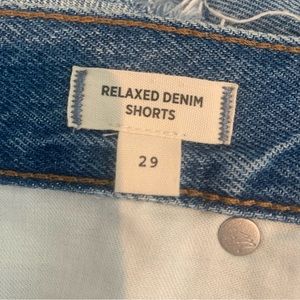 RELAXED DENIM
SHORTS
29